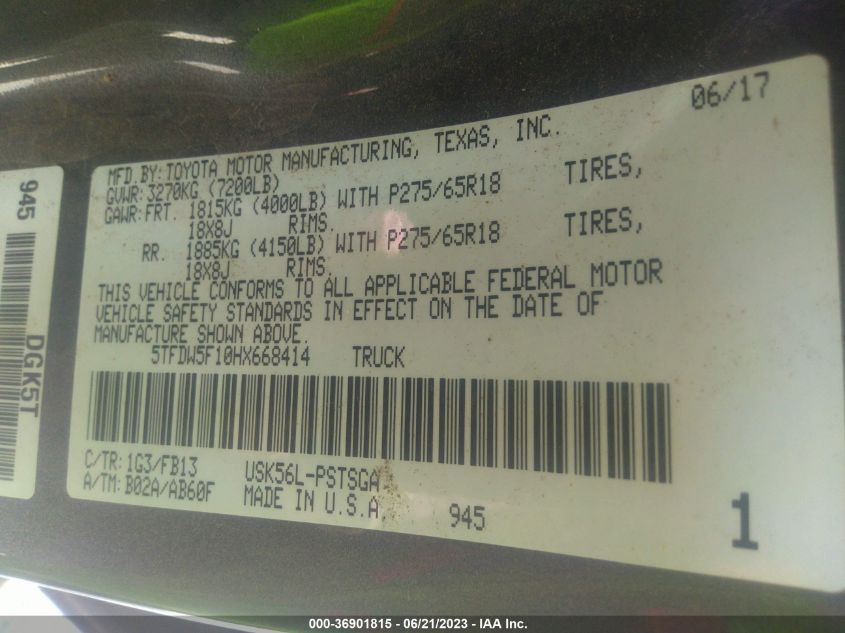 06/17
MFD.BY:TOYOTA MOTOR MANUFACTURING, TEXAS, INC.
GVWR:3270KG (7200LB)
GAWR:FRT. 1815KG (4000LB) WITH P275/65R18 TIRES,
18X8J RIMS.
RR. 1885KG (4150LB) WITH P275/65R18 TIRES,
18X8J RIMS.
THIS VEHICLE CONFORMS TO ALL APPLICABLE FEDERAL MOTOR
VEHICLE SAFETY STANDARDS IN EFFECT ON THE DATE OF
MANUFACTURE SHOWN ABOVE.
5TFDW5F10HX668414 TRUCK
C/TR:1G3/FB13 USK56L-PSTSGA
A/TM:B02A/AB60F MADE IN U.S.A. 945
1
945
DGK5T
000-36901815 - 06/21/2023 - IAA Inc.